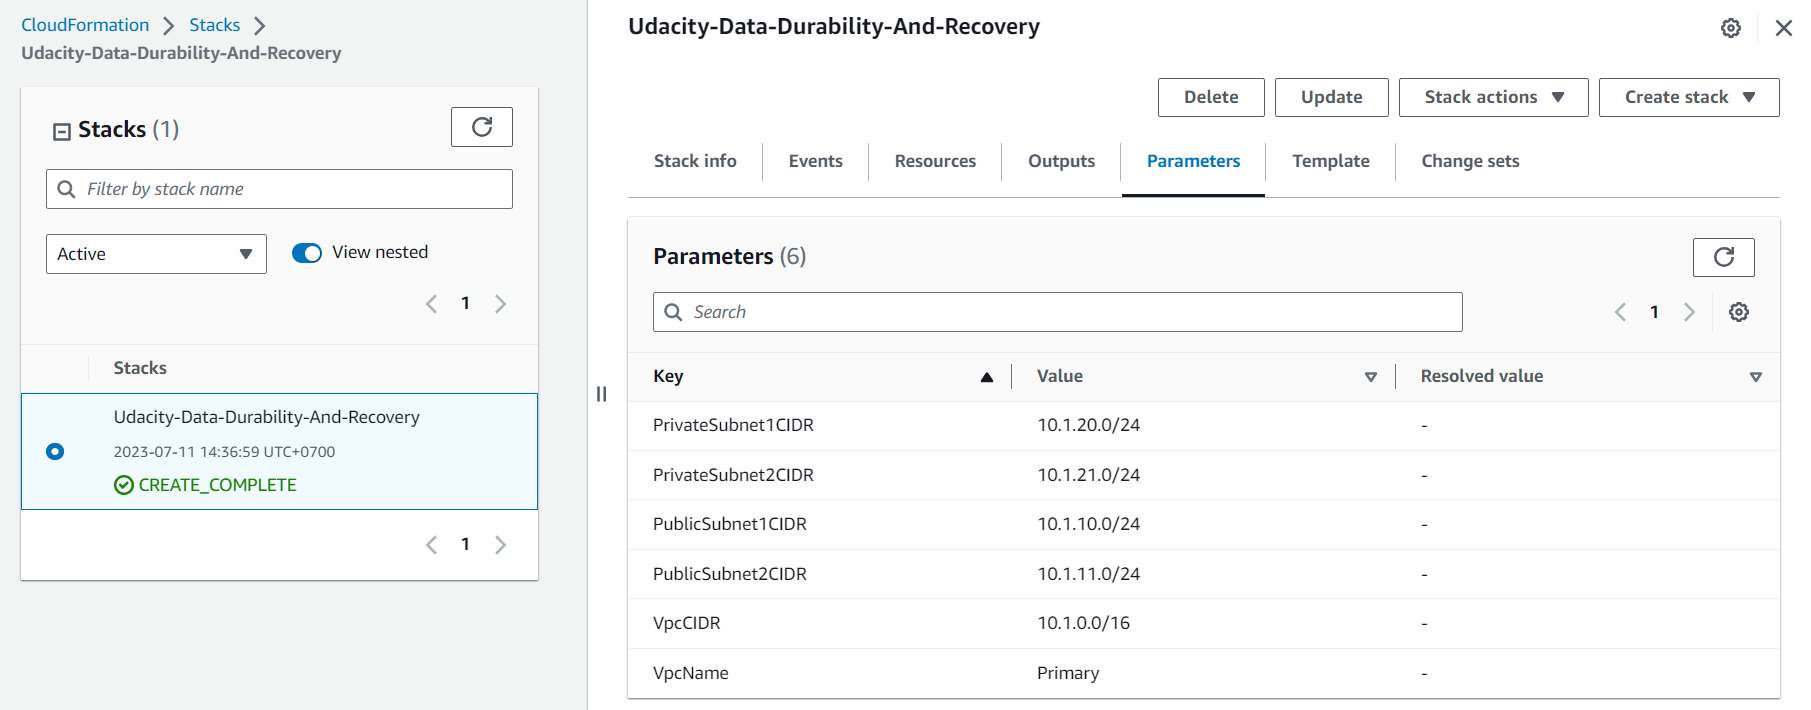 CloudFormation > Stacks >
Udacity-Data-Durability-And-Recovery
Stacks (1)
Filter by stack name
Active
View nested
1
Stacks
Udacity-Data-Durability-And-Recovery
2023-07-11 14:36:59 UTC+0700
CREATE_COMPLETE
1
Udacity-Data-Durability-And-Recovery
Delete Update Stack actions Create stack
Stack info Events Resources Outputs Parameters Template Change sets
Parameters (6)
Search
1
Key Value Resolved value
PrivateSubnet1CIDR 10.1.20.0/24 -
PrivateSubnet2CIDR 10.1.21.0/24 -
PublicSubnet1CIDR 10.1.10.0/24 -
PublicSubnet2CIDR 10.1.11.0/24 -
VpcCIDR 10.1.0.0/16 -
VpcName Primary -